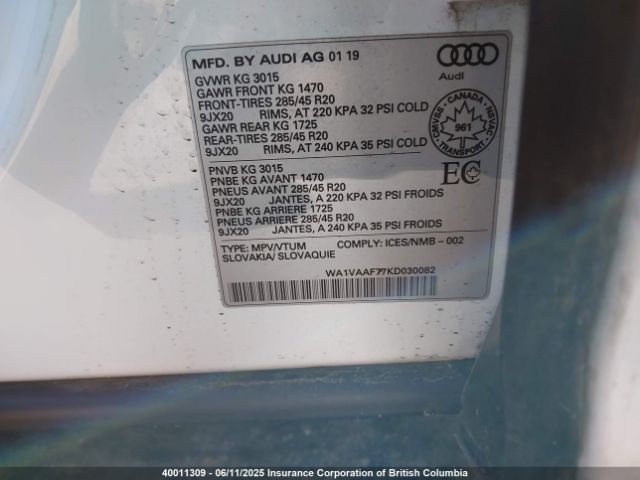 MFD. BY AUDI AG 01 19
Audi
GVWR KG 3015
GAWR FRONT KG 1470
FRONT-TIRES 285/45 R20
9JX20 RIMS, AT 220 KPA 32 PSI COLD
GAWR REAR KG 1725
REAR-TIRES 285/45 R20
9JX20 RIMS, AT 240 KPA 35 PSI COLD
CMVSS - CANADA - NSVAC
961
TRANSPORT
PNVB KG 3015
PNBE KG AVANT 1470
PNEUS AVANT 285/45 R20
9JX20 JANTES, A 220 KPA 32 PSI FROIDS
PNBE KG ARRIERE 1725
PNEUS ARRIERE 285/45 R20
9JX20 JANTES, A 240 KPA 35 PSI FROIDS
EC
TYPE: MPV/VTUM COMPLY: ICES/NMB-002
SLOVAKIA/ SLOVAQUIE
WA1VAAF77KD030082
40011309 - 06/11/2025 Insurance Corporation of British Columbia